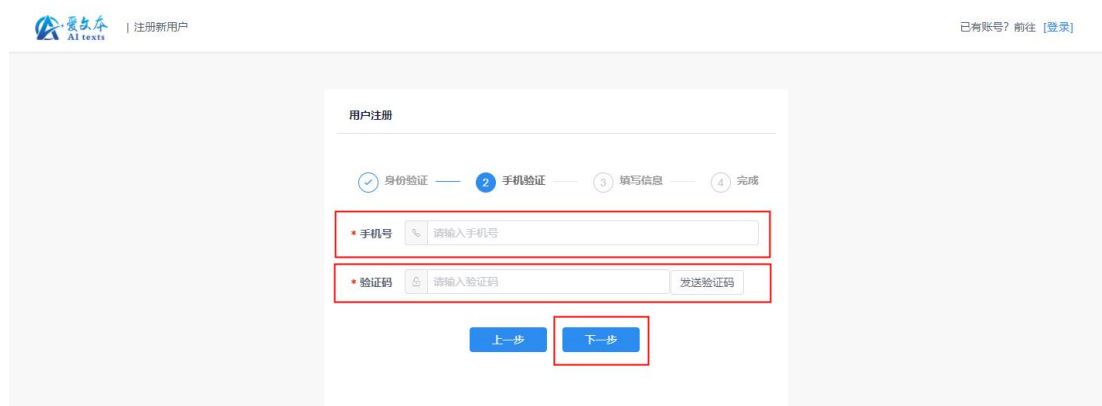 爱文本
AI texts
| 注册新用户
已有账号? 前往 [登录]
用户注册
身份验证 2 手机验证 3 填写信息 4 完成
* 手机号 请输入手机号
* 验证码 请输入验证码 发送验证码
上一步 下一步